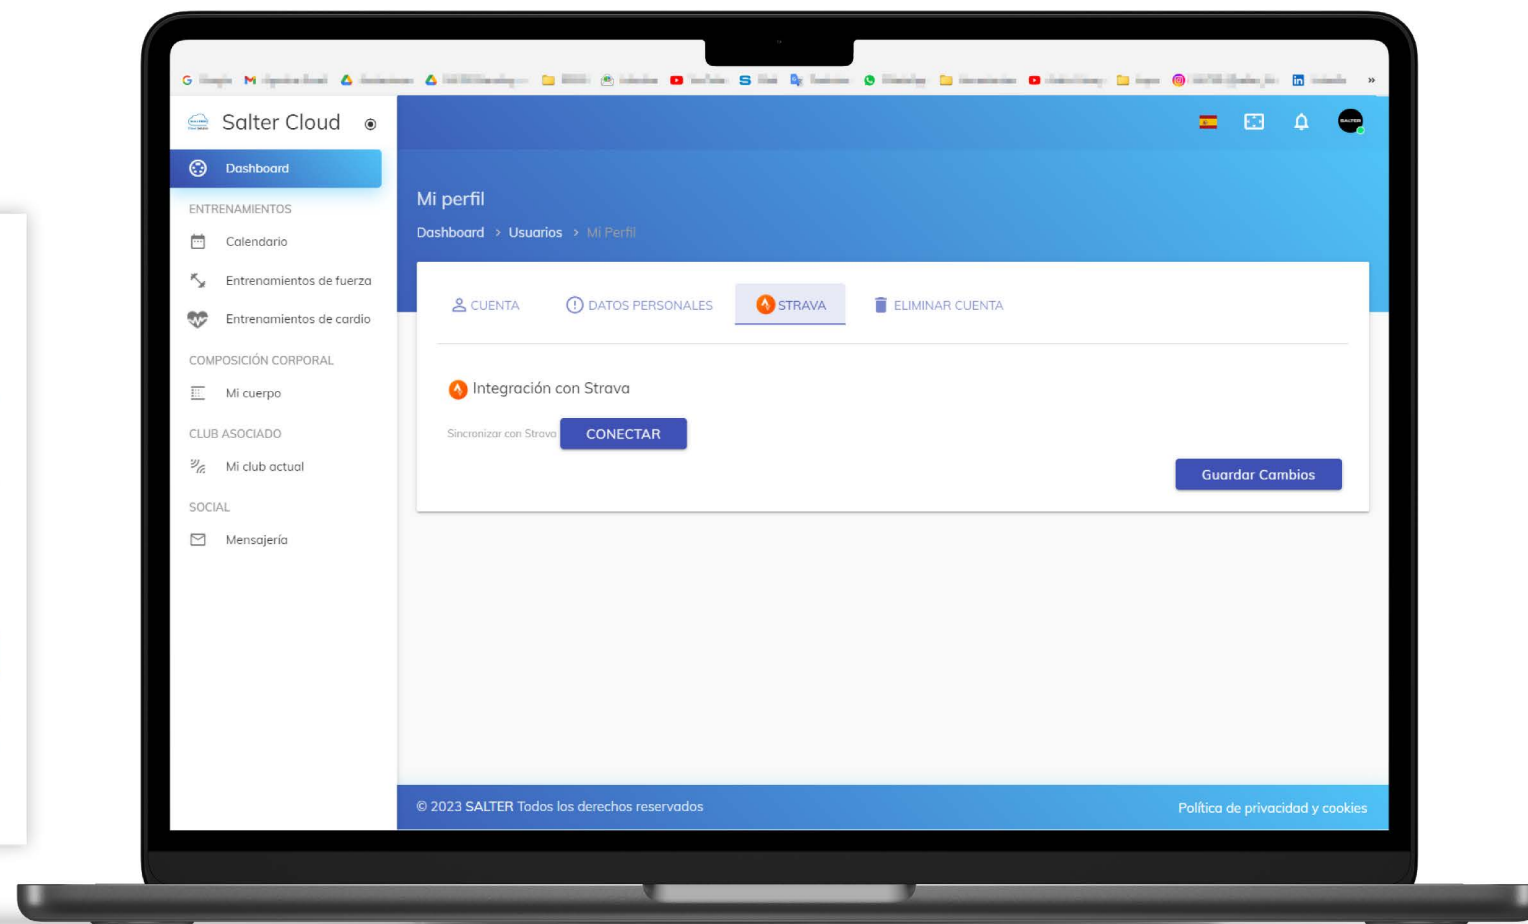 Salter Cloud
Dashboard
ENTRENAMIENTOS
Calendario
Entrenamientos de fuerza
Entrenamientos de cardio
COMPOSICIÓN CORPORAL
Mi cuerpo
CLUB ASOCIADO
Mi club actual
SOCIAL
Mensajería
SALTER
Mi perfil
Dashboard > Usuarios > Mi Perfil
CUENTA DATOS PERSONALES STRAVA ELIMINAR CUENTA
Integración con Strava
Sincronizar con Strava CONECTAR
Guardar Cambios
© 2023 SALTER Todos los derechos reservados
Política de privacidad y cookies